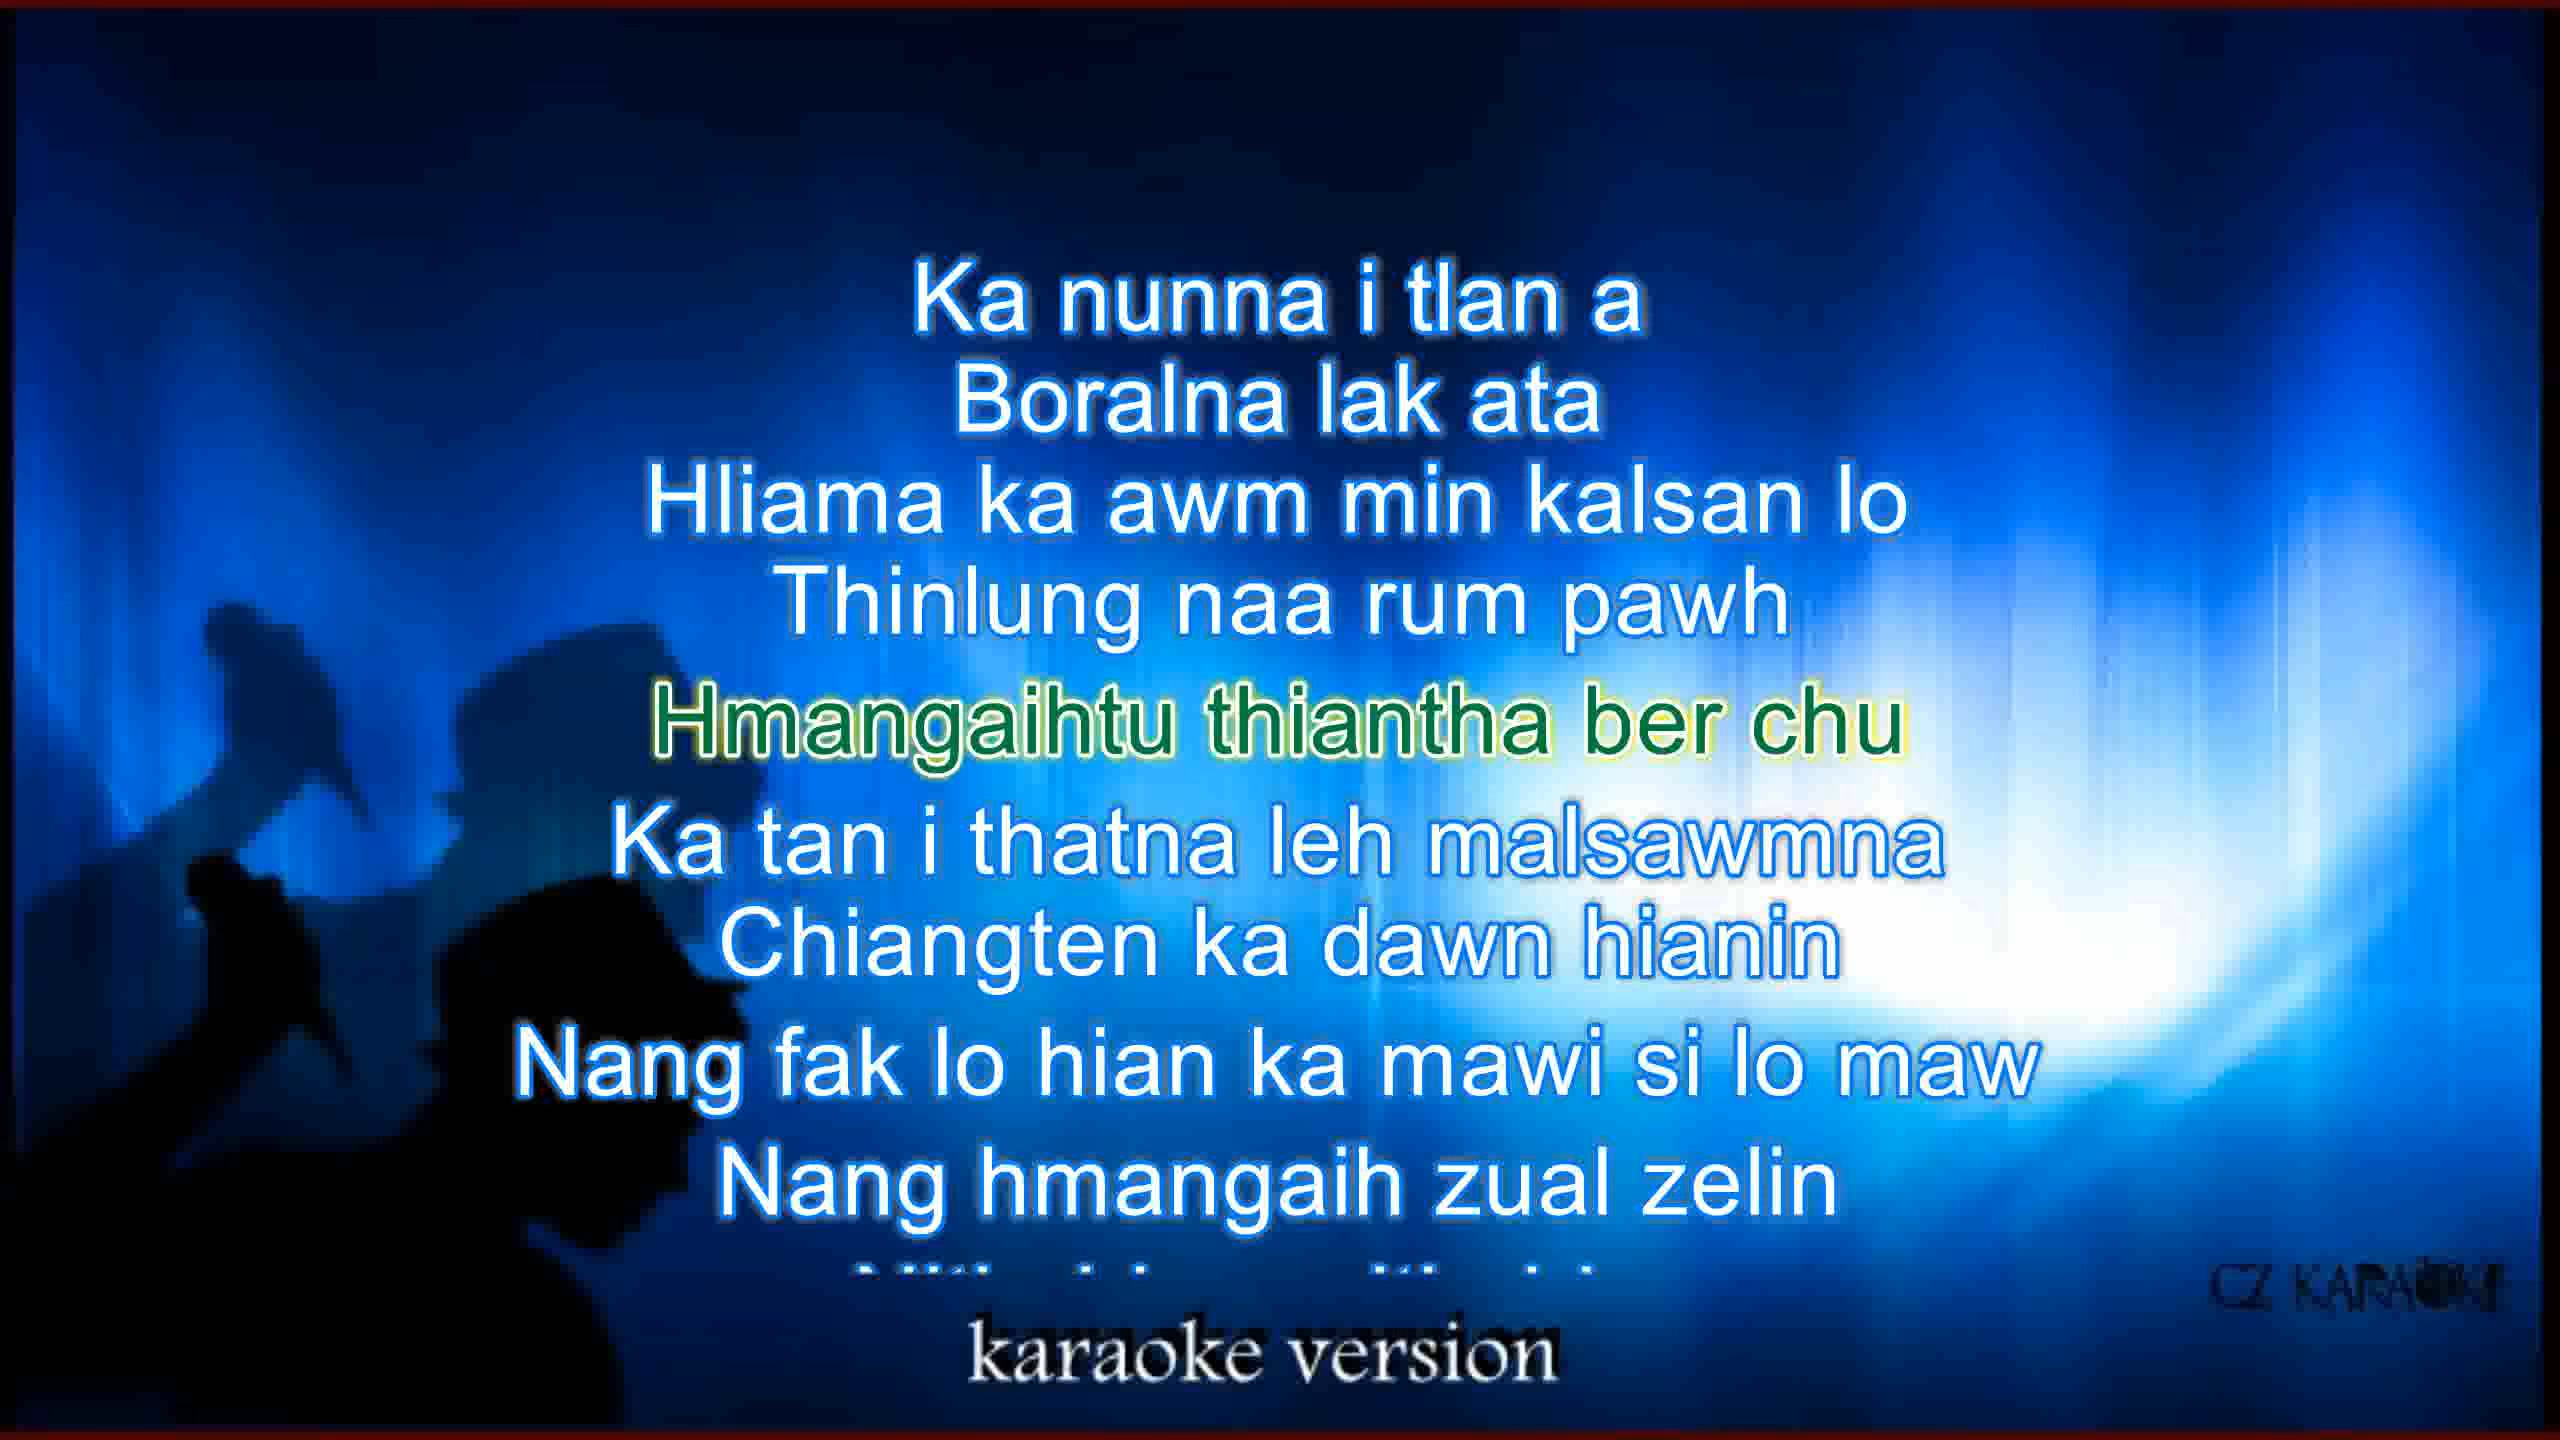 Ka nunna i tlan a
Boralna lak ata
Hliama ka awm min kalsan lo
Thinlung naa rum pawh
Hmangaihtu thiantha ber chu
Ka tan i thatna leh malsawmna
Chiangten ka dawn hianin
Nang fak lo hian ka mawi si lo maw
Nang hmangaih zual zelin
karaoke version
CZ KARAOKE